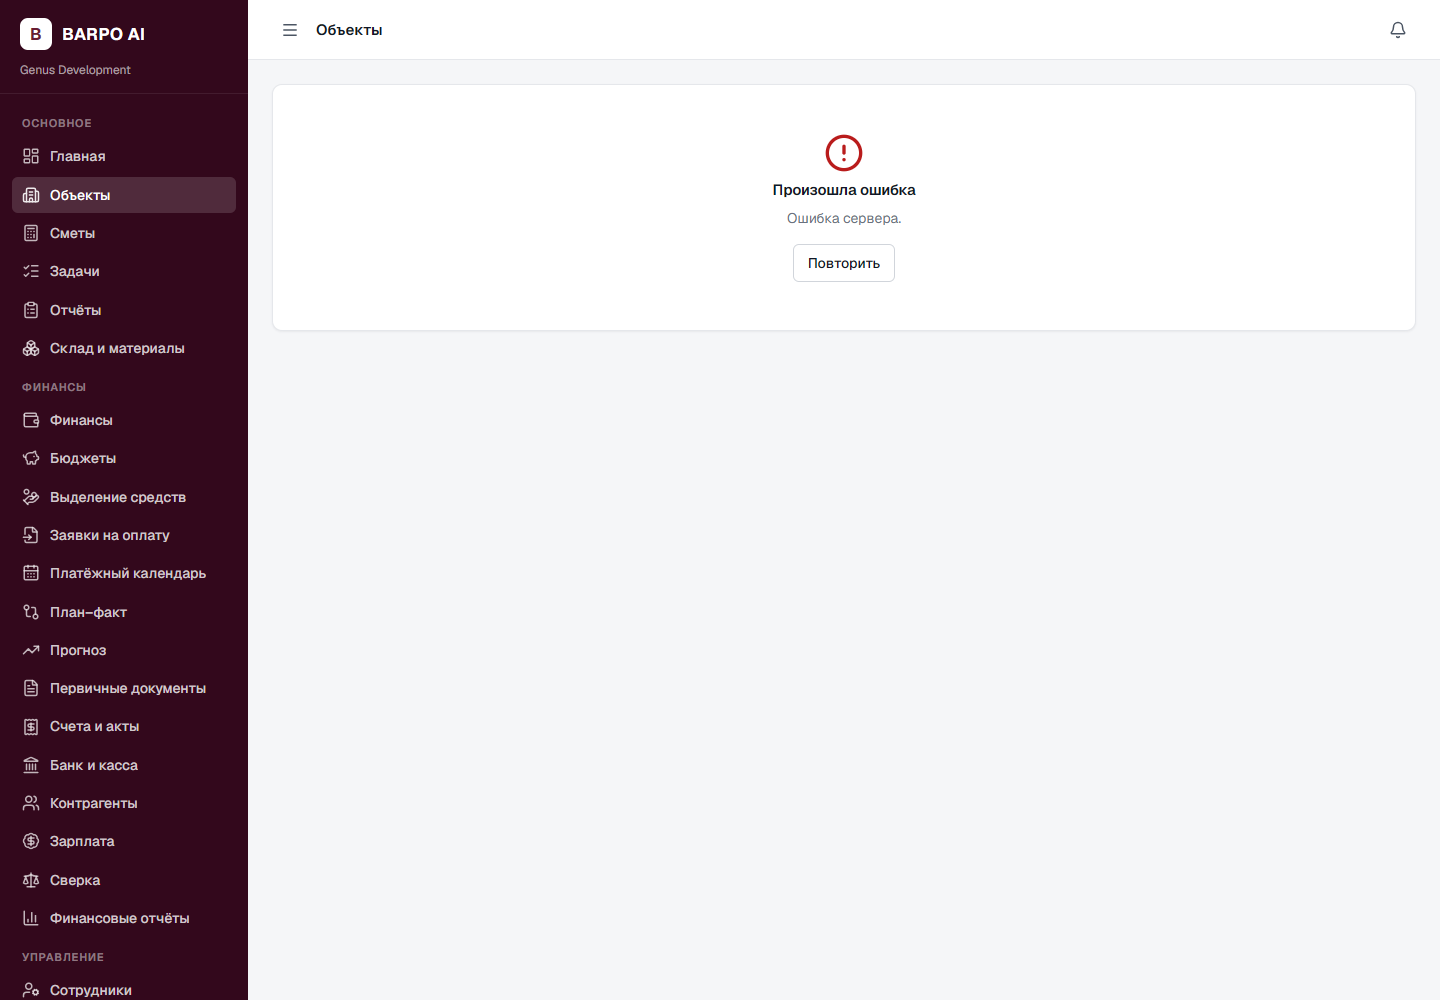 B BARPO AI
Genus Development
ОСНОВНОЕ
Главная
Объекты
Сметы
Задачи
Отчёты
Склад и материалы
ФИНАНСЫ
Финансы
Бюджеты
Выделение средств
Заявки на оплату
Платёжный календарь
План–факт
Прогноз
Первичные документы
Счета и акты
Банк и касса
Контрагенты
Зарплата
Сверка
Финансовые отчёты
УПРАВЛЕНИЕ
Сотрудники
Объекты
Произошла ошибка
Ошибка сервера.
Повторить